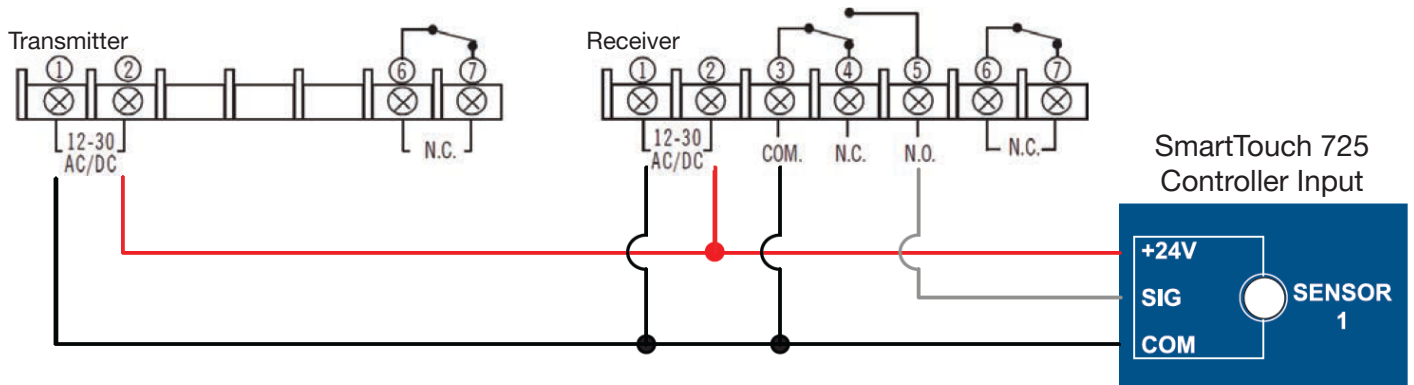 Transmitter
1 2 6 7
12-30
AC/DC
N.C.
Receiver
1 2 3 4 5 6 7
12-30
AC/DC
COM.
N.C.
N.O.
N.C.
SmartTouch 725
Controller Input
+24V
SIG
COM
SENSOR
1